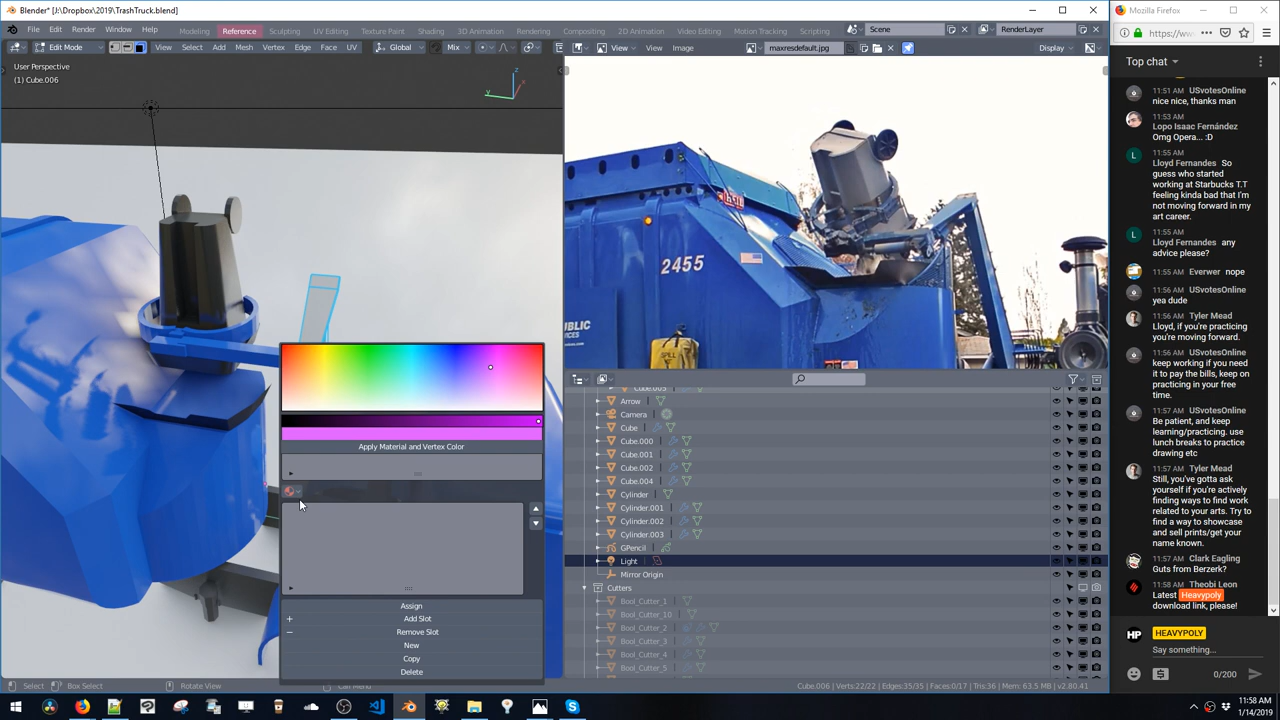 Blender* [J:\Dropbox\2019\TrashTruck.blend]
File Edit Render Window Help Modeling Reference Sculpting UV Editing Texture Paint Shading Animation Rendering Compositing Motion Tracking Video Editing Scripting Scene RenderLayer
Edit Mode View Select Add Mesh Vertex Edge Face UV Global Mix
View View Image maxresdefault.jpg Display
User Perspective
(1) Cube.006
z
y
x
2455
PUBLIC
SPILL
Apply Material and Vertex Color
Assign
Add Slot
Remove Slot
New
Copy
Delete
Cube.005
Arrow
Camera
Cube
Cube.000
Cube.001
Cube.002
Cube.004
Cylinder
Cylinder.001
Cylinder.002
Cylinder.003
GPencil
Light
Mirror Origin
Cutters
Bool_Cutter_1
Bool_Cutter_10
Bool_Cutter_2
Bool_Cutter_3
Bool_Cutter_4
Bool_Cutter_5
Select Box Select Rotate View Call Menu
Cube.006 | Verts:22/22 | Edges:35/35 | Faces:0/17 | Tris:36 | Mem: 63.5 MB | v2.80.41
Mozilla Firefox
https://ww
Top chat
11:51 AM USvotesOnline
nice nice, thanks man
11:53 AM
Lopo Isaac Fernández
Omg Opera... :D
11:55 AM
Lloyd Fernandes So
guess who started
working at Starbucks T.T
feeling kinda bad that I'm
not moving forward in my
art career.
11:55 AM
Lloyd Fernandes any
advice please?
11:55 AM Everwer nope
11:56 AM USvotesOnline
yea dude
11:56 AM Tyler Mead
Lloyd, if you're practicing
you're moving forward.
11:56 AM USvotesOnline
keep working if you need
it to pay the bills, keep on
practicing in your free
time.
11:57 AM USvotesOnline
Be patient, and keep
learning/practicing. use
lunch breaks to practice
drawing etc
11:57 AM Tyler Mead
Still, you've gotta ask
yourself if you're actively
finding ways to find work
related to your arts. Try to
find a way to showcase
and sell prints/get your
name known.
11:57 AM Clark Eagling
Guts from Berzerk?
11:58 AM Theobi Leon
Latest Heavypoly
download link, please!
HP HEAVYPOLY
Say something...
0/200
11:58 AM
1/14/2019